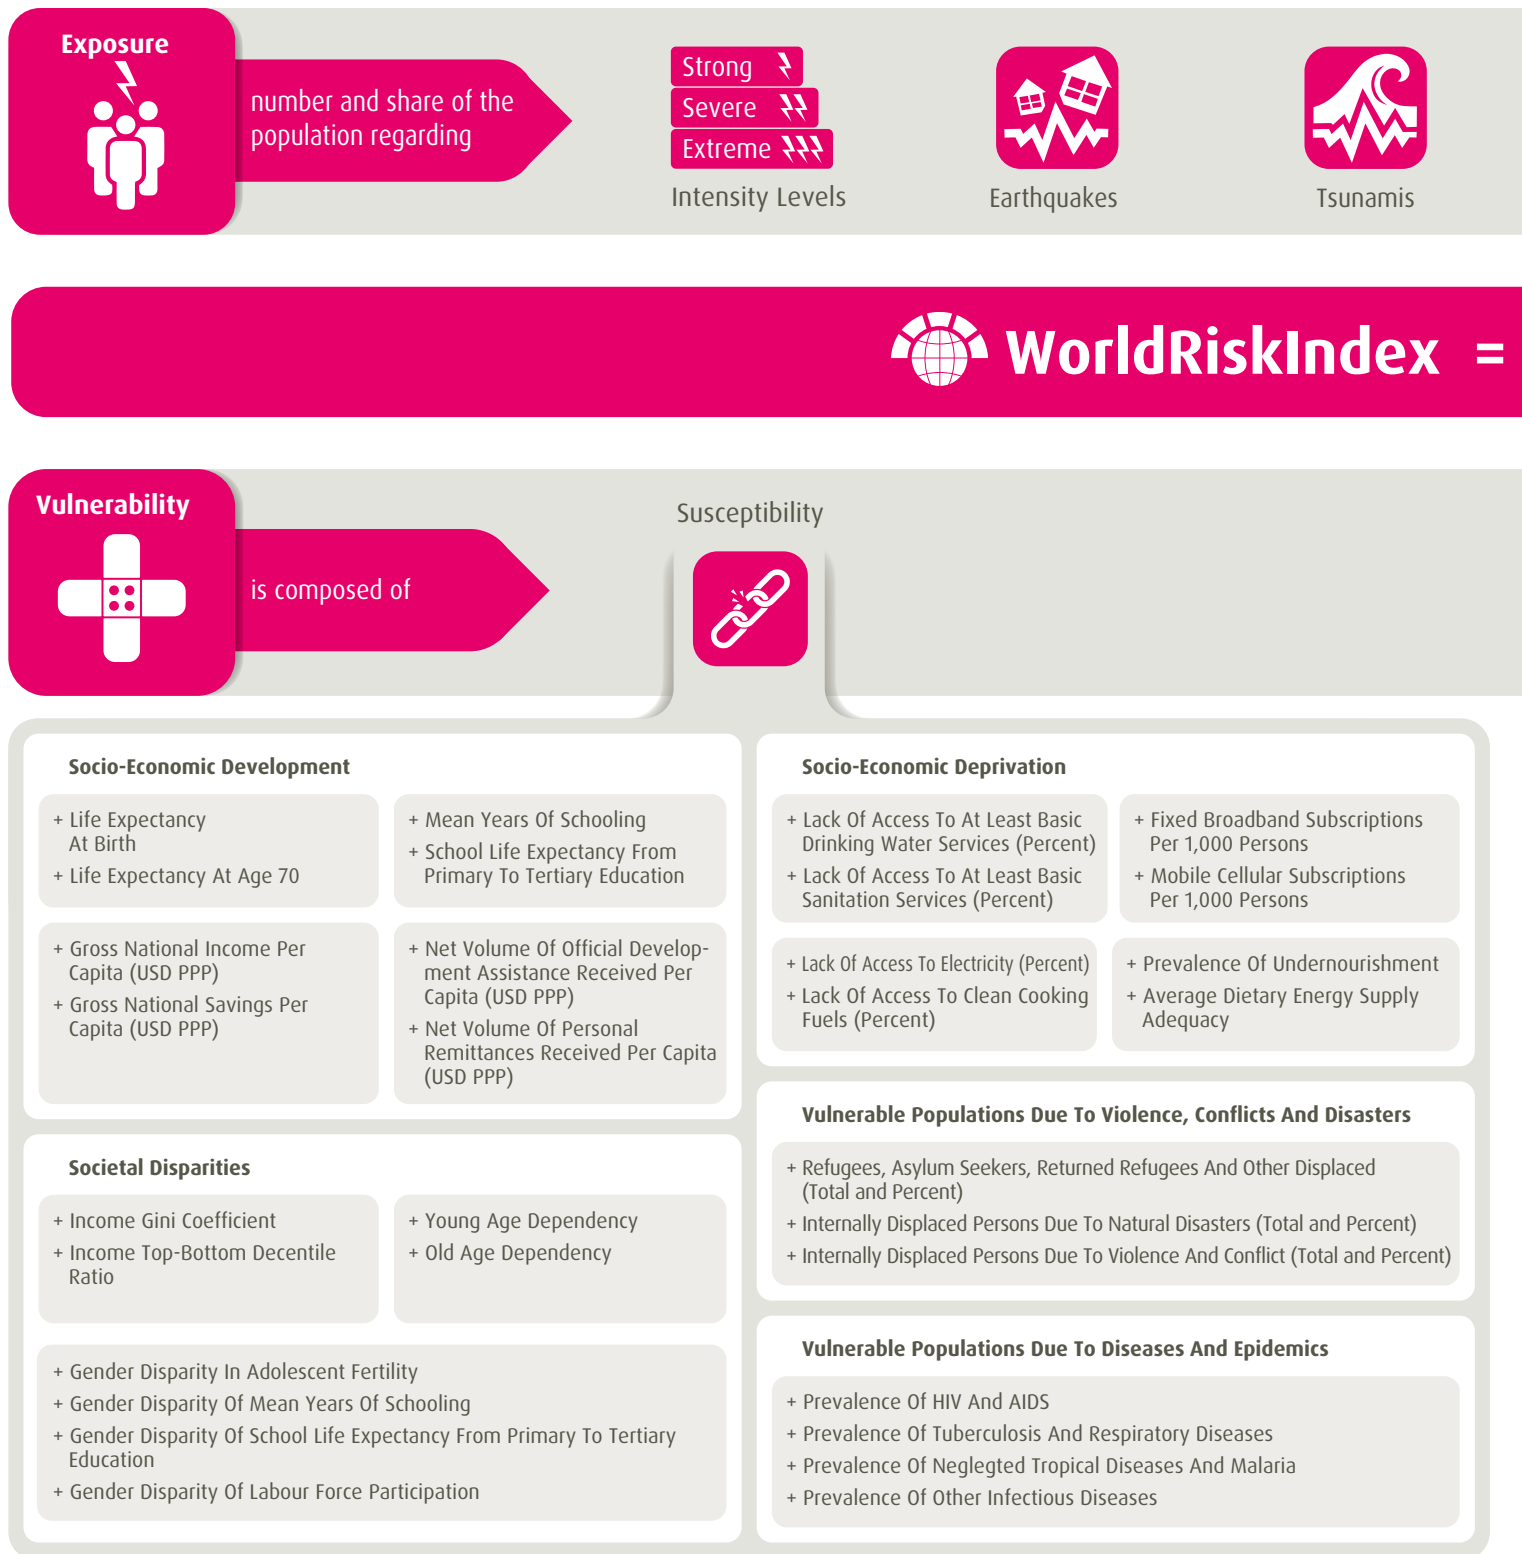 Exposure
number and share of the
population regarding
Strong
Severe
Extreme
Intensity Levels
Earthquakes
Tsunamis
WorldRiskIndex =
Vulnerability
is composed of
Susceptibility
Socio-Economic Development
+ Life Expectancy
At Birth
+ Life Expectancy At Age 70
+ Mean Years Of Schooling
+ School Life Expectancy From
Primary To Tertiary Education
+ Gross National Income Per
Capita (USD PPP)
+ Gross National Savings Per
Capita (USD PPP)
+ Net Volume Of Official Develop-
ment Assistance Received Per
Capita (USD PPP)
+ Net Volume Of Personal
Remittances Received Per Capita
(USD PPP)
Societal Disparities
+ Income Gini Coefficient
+ Income Top-Bottom Decentile
Ratio
+ Young Age Dependency
+ Old Age Dependency
+ Gender Disparity In Adolescent Fertility
+ Gender Disparity Of Mean Years Of Schooling
+ Gender Disparity Of School Life Expectancy From Primary To Tertiary
Education
+ Gender Disparity Of Labour Force Participation
Socio-Economic Deprivation
+ Lack Of Access To At Least Basic
Drinking Water Services (Percent)
+ Lack Of Access To At Least Basic
Sanitation Services (Percent)
+ Fixed Broadband Subscriptions
Per 1,000 Persons
+ Mobile Cellular Subscriptions
Per 1,000 Persons
+ Lack Of Access To Electricity (Percent)
+ Lack Of Access To Clean Cooking
Fuels (Percent)
+ Prevalence Of Undernourishment
+ Average Dietary Energy Supply
Adequacy
Vulnerable Populations Due To Violence, Conflicts And Disasters
+ Refugees, Asylum Seekers, Returned Refugees And Other Displaced
(Total and Percent)
+ Internally Displaced Persons Due To Natural Disasters (Total and Percent)
+ Internally Displaced Persons Due To Violence And Conflict (Total and Percent)
Vulnerable Populations Due To Diseases And Epidemics
+ Prevalence Of HIV And AIDS
+ Prevalence Of Tuberculosis And Respiratory Diseases
+ Prevalence Of Neglegted Tropical Diseases And Malaria
+ Prevalence Of Other Infectious Diseases